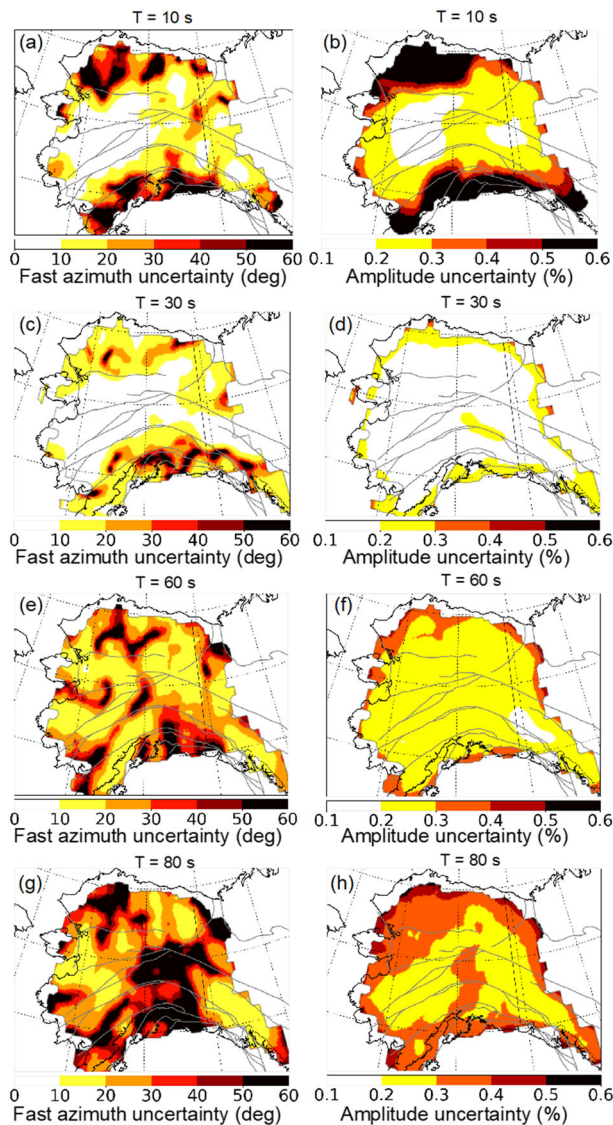 T = 10 s T = 10 s
(a) (b)
0 10 20 30 40 50 60 0.1 0.2 0.3 0.4 0.5 0.6
Fast azimuth uncertainty (deg) Amplitude uncertainty (%)
T = 30 s T = 30 s
(c) (d)
0 10 20 30 40 50 60 0.1 0.2 0.3 0.4 0.5 0.6
Fast azimuth uncertainty (deg) Amplitude uncertainty (%)
T = 60 s T = 60 s
(e) (f)
0 10 20 30 40 50 60 0.1 0.2 0.3 0.4 0.5 0.6
Fast azimuth uncertainty (deg) Amplitude uncertainty (%)
T = 80 s T = 80 s
(g) (h)
0 10 20 30 40 50 60 0.1 0.2 0.3 0.4 0.5 0.6
Fast azimuth uncertainty (deg) Amplitude uncertainty (%)